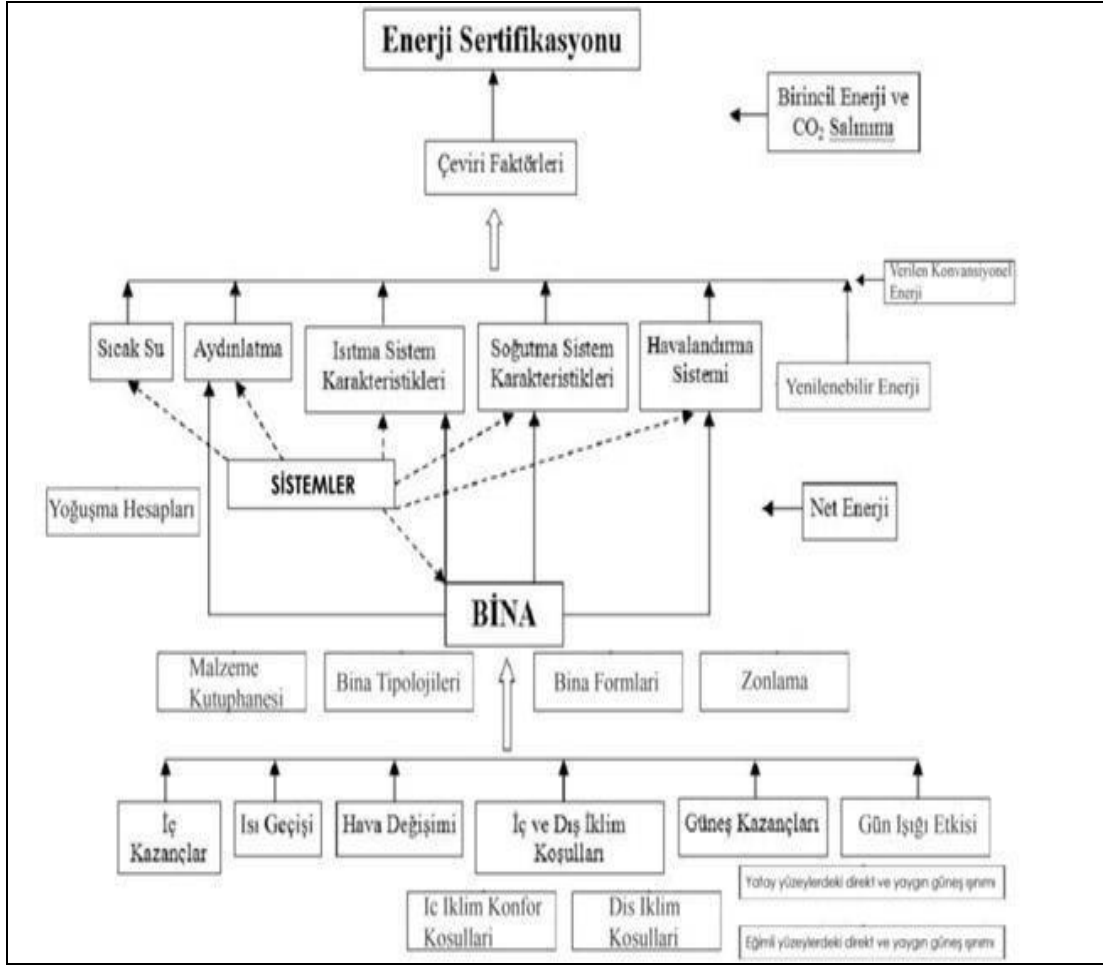 Enerji Sertifikasyonu
Birincil Enerji ve
CO₂ Salınımı
Çeviri Faktörleri
Verilen Konvansiyonel
Enerji
Sıcak Su
Aydınlatma
Isıtma Sistem
Karakteristikleri
Soğutma Sistem
Karakteristikleri
Havalandırma
Sistemi
Yenilenebilir Enerji
SİSTEMLER
Yoğuşma Hesapları
Net Enerji
BİNA
Malzeme
Kutuphanesi
Bina Tipolojileri
Bina Formlari
Zonlama
İç
Kazançlar
Isı Geçişi
Hava Değişimi
İç ve Dış İklim
Koşulları
Güneş Kazançları
Gün Işığı Etkisi
Yatay yüzeylerdeki direkt ve yaygın güneş ışınımı
Ic Iklim Konfor
Kosullari
Dis Iklim
Kosullari
Eğimli yüzeylerdeki direkt ve yaygın güneş ışınımı